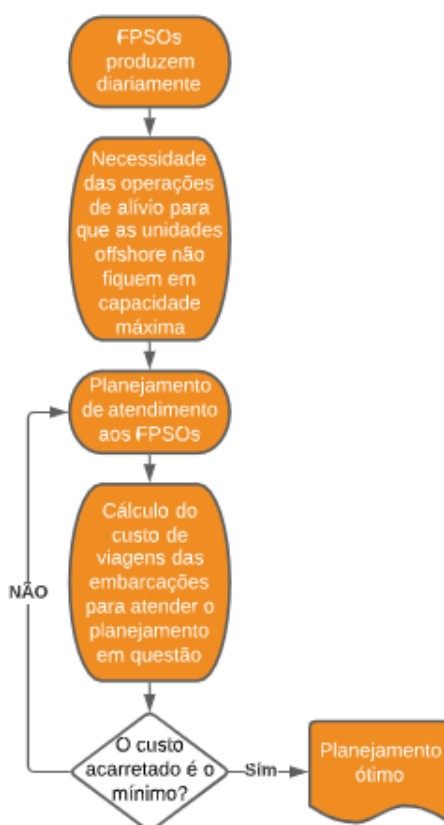 FPSOs
produzem
diariamente
Necessidade
das operações
de alívio para
que as unidades
offshore não
fiquem em
capacidade
máxima
Planejamento
de atendimento
aos FPSOs
Cálculo do
custo de
viagens das
embarcações
para atender o
planejamento
em questão
NÃO
O custo
acarretado é o
mínimo?
Sim
Planejamento
ótimo